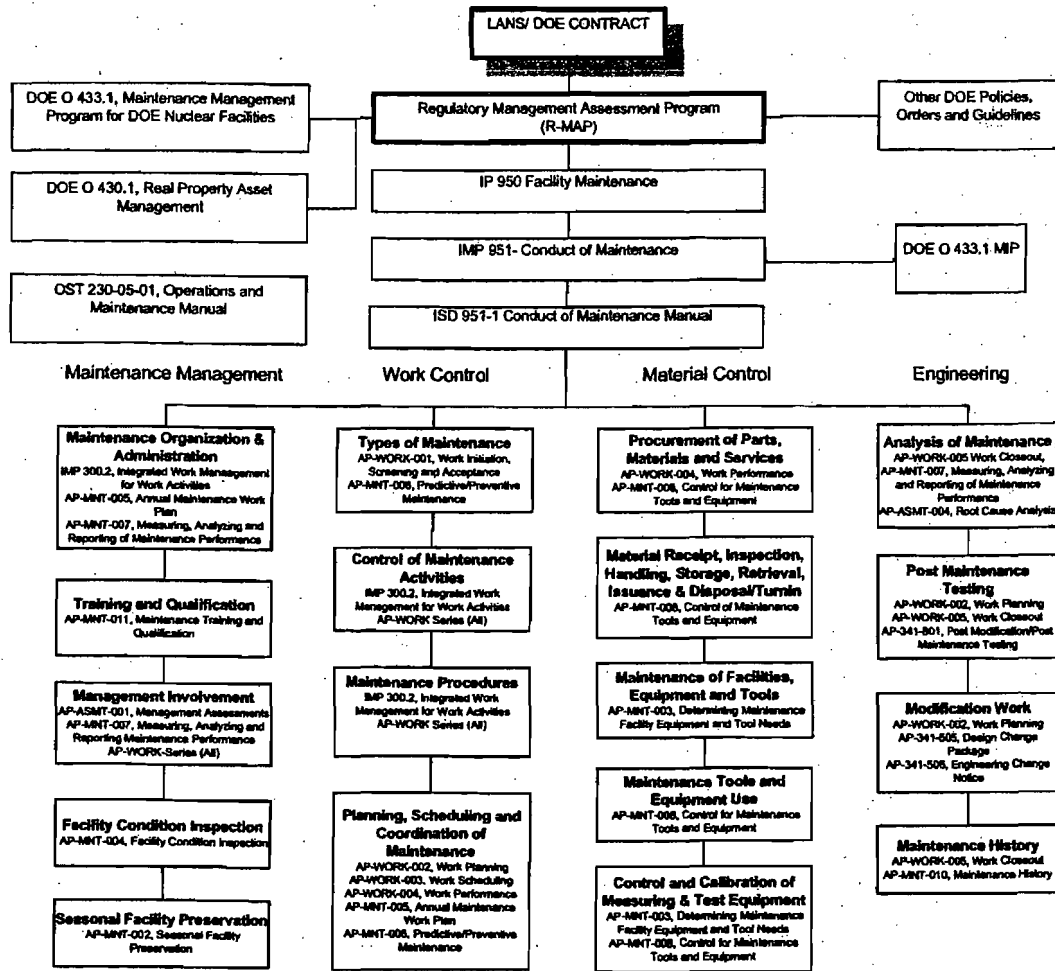 LANS/ DOE CONTRACT
DOE O 433.1, Maintenance Management
Program for DOE Nuclear Facilities
Regulatory Management Assessment Program
(R-MAP)
Other DOE Policies,
Orders and Guidelines
IP 950 Facility Maintenance
DOE O 430.1, Real Property Asset
Management
IMP 951- Conduct of Maintenance
DOE O 433.1 MIP
OST 230-05-01, Operations and
Maintenance Manual
ISD 951-1 Conduct of Maintenance Manual
Maintenance Management
Maintenance Organization &
Administration
IMP 300.2, Integrated Work Management
for Work Activities
AP-MNT-005, Annual Maintenance Work
Plan
AP-MNT-007, Measuring, Analyzing and
Reporting of Maintenance Performance
Training and Qualification
AP-MNT-011, Maintenance Training and
Qualification
Management Involvement
AP-ASMT-001, Management Assessments
AP-MNT-007, Measuring, Analyzing and
Reporting Maintenance Performance
AP-WORK-Series (All)
Facility Condition Inspection
AP-MNT-004, Facility Condition Inspection
Seasonal Facility Preservation
AP-MNT-002, Seasonal Facility
Preservation
Work Control
Types of Maintenance
AP-WORK-001, Work Initiation,
Screening and Acceptance
AP-MNT-006, Predictive/Preventive
Maintenance
Control of Maintenance
Activities
IMP 300.2, Integrated Work
Management for Work Activities
AP-WORK Series (All)
Maintenance Procedures
IMP 300.2, Integrated Work
Management for Work Activities
AP-WORK Series (All)
Planning, Scheduling and
Coordination of
Maintenance
AP-WORK-002, Work Planning
AP-WORK-003, Work Scheduling
AP-WORK-004, Work Performance
AP-MNT-005, Annual Maintenance
Work Plan
AP-MNT-006, Predictive/Preventive
Maintenance
Material Control
Procurement of Parts,
Materials and Services
AP-WORK-004, Work Performance
AP-MNT-008, Control for Maintenance
Tools and Equipment
Material Receipt, Inspection,
Handling, Storage, Retrieval,
Issuance & Disposal/Turnin
AP-MNT-008, Control of Maintenance
Tools and Equipment
Maintenance of Facilities,
Equipment and Tools
AP-MNT-003, Determining Maintenance
Facility Equipment and Tool Needs
Maintenance Tools and
Equipment Use
AP-MNT-008, Control for Maintenance
Tools and Equipment
Control and Calibration of
Measuring & Test Equipment
AP-MNT-003, Determining Maintenance
Facility Equipment and Tool Needs
AP-MNT-008, Control for Maintenance
Tools and Equipment
Engineering
Analysis of Maintenance
AP-WORK-005 Work Closeout,
AP-MNT-007, Measuring, Analyzing
and Reporting of Maintenance
Performance
AP-ASMT-004, Root Cause Analysis
Post Maintenance
Testing
AP-WORK-002, Work Planning
AP-WORK-005, Work Closeout
AP-341-801, Post Modification/Post
Maintenance Testing
Modification Work
AP-WORK-002, Work Planning
AP-341-505, Design Change
Package
AP-341-506, Engineering Change
Notice
Maintenance History
AP-WORK-005, Work Closeout
AP-MNT-010, Maintenance History